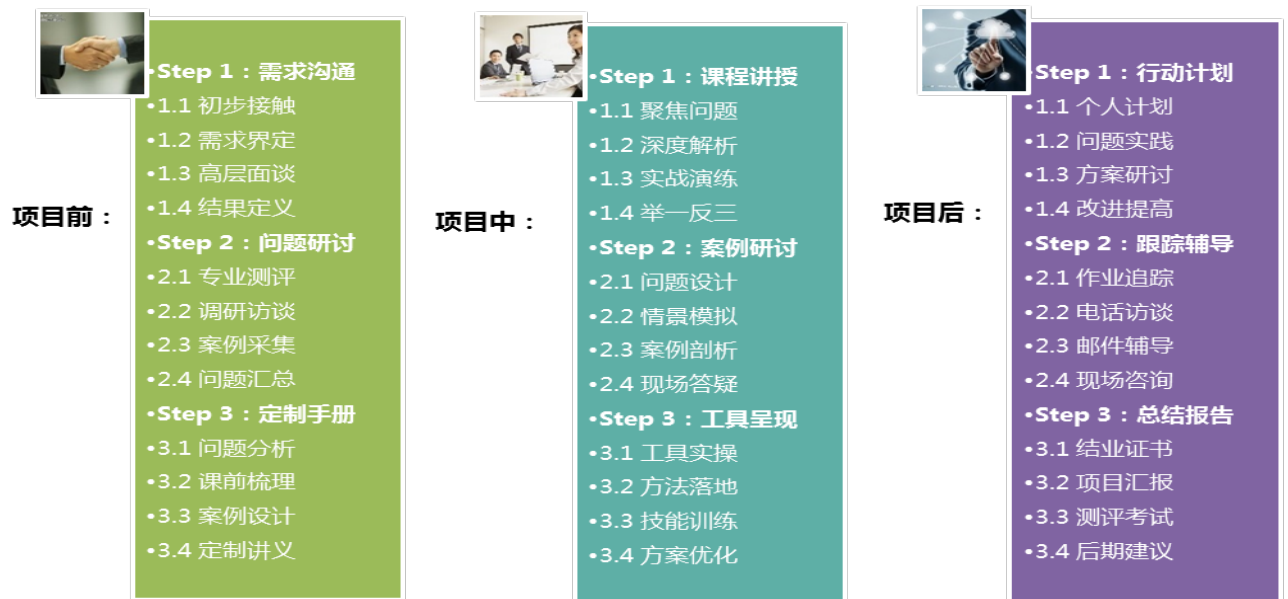 项目前：
•Step 1：需求沟通
•1.1 初步接触
•1.2 需求界定
•1.3 高层面谈
•1.4 结果定义
•Step 2：问题研讨
•2.1 专业测评
•2.2 调研访谈
•2.3 案例采集
•2.4 问题汇总
•Step 3：定制手册
•3.1 问题分析
•3.2 课前梳理
•3.3 案例设计
•3.4 定制讲义
项目中：
•Step 1：课程讲授
•1.1 聚焦问题
•1.2 深度解析
•1.3 实战演练
•1.4 举一反三
•Step 2：案例研讨
•2.1 问题设计
•2.2 情景模拟
•2.3 案例剖析
•2.4 现场答疑
•Step 3：工具呈现
•3.1 工具实操
•3.2 方法落地
•3.3 技能训练
•3.4 方案优化
项目后：
•Step 1：行动计划
•1.1 个人计划
•1.2 问题实践
•1.3 方案研讨
•1.4 改进提高
•Step 2：跟踪辅导
•2.1 作业追踪
•2.2 电话访谈
•2.3 邮件辅导
•2.4 现场咨询
•Step 3：总结报告
•3.1 结业证书
•3.2 项目汇报
•3.3 测评考试
•3.4 后期建议